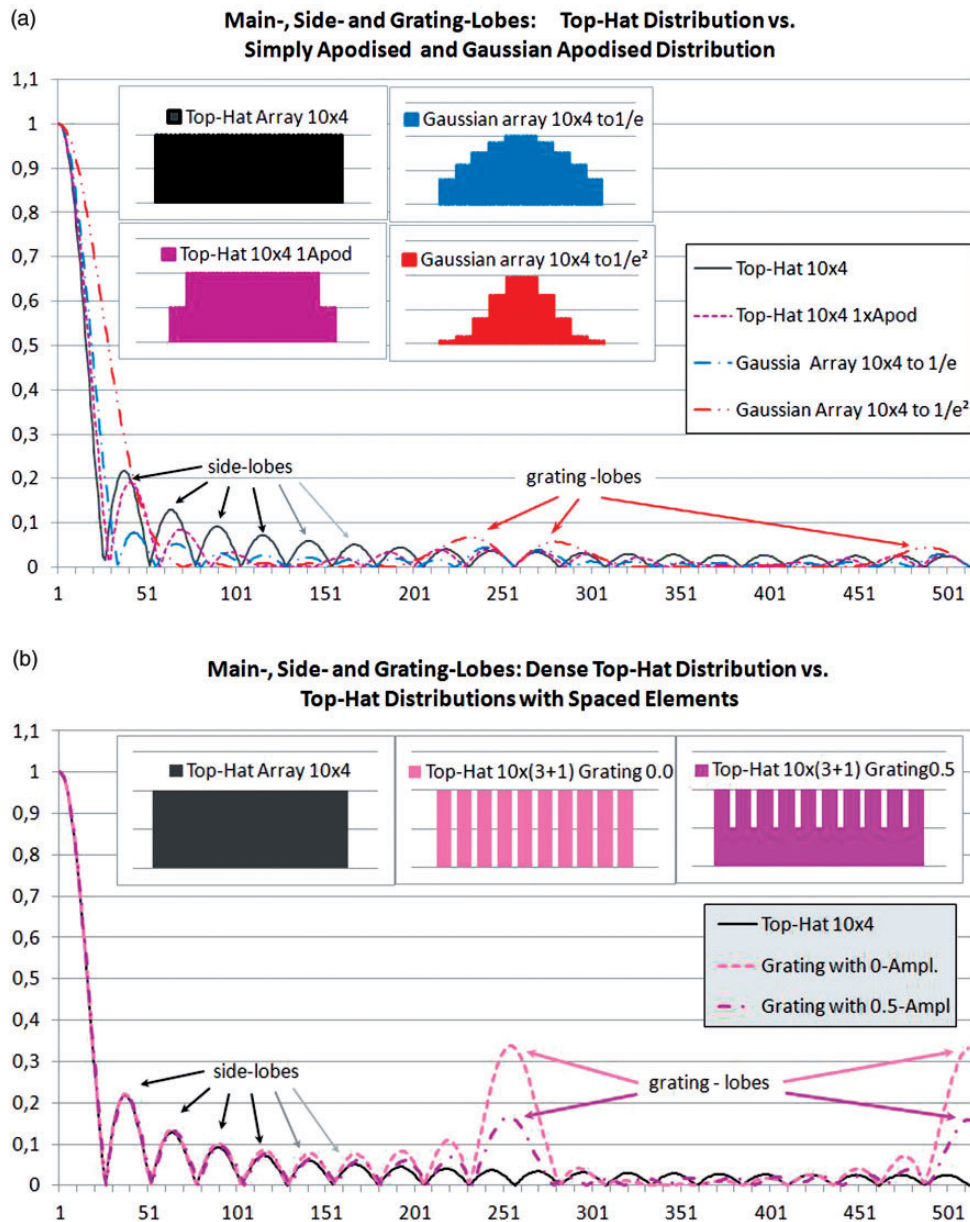 (a)
Main-, Side- and Grating-Lobes: Top-Hat Distribution vs.
Simply Apodised and Gaussian Apodised Distribution
1,1
1
0,9
0,8
0,7
0,6
0,5
0,4
0,3
0,2
0,1
0
Top-Hat Array 10x4
Gaussian array 10x4 to1/e
Top-Hat 10x4 1Apod
Gaussian array 10x4 to1/e²
Top-Hat 10x4
Top-Hat 10x4 1xApod
Gaussia Array 10x4 to 1/e
Gaussian Array 10x4 to 1/e²
side-lobes
grating -lobes
1 51 101 151 201 251 301 351 401 451 501
(b)
Main-, Side- and Grating-Lobes: Dense Top-Hat Distribution vs.
Top-Hat Distributions with Spaced Elements
1,1
1
0,9
0,8
0,7
0,6
0,5
0,4
0,3
0,2
0,1
0
Top-Hat Array 10x4
Top-Hat 10x(3+1) Grating 0.0
Top-Hat 10x(3+1) Grating0.5
Top-Hat 10x4
Grating with 0-Ampl.
Grating with 0.5-Ampl
side-lobes
grating - lobes
1 51 101 151 201 251 301 351 401 451 501